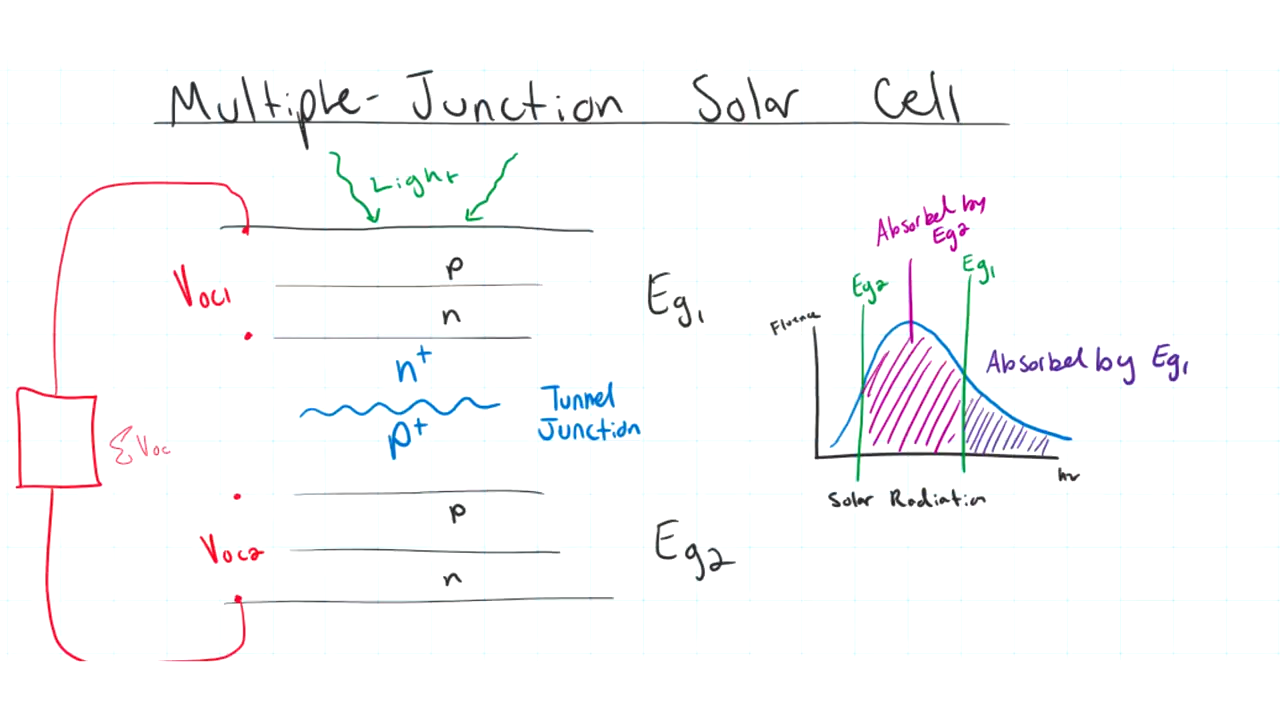 Multiple-Junction Solar Cell
Light
p
n
Voc1
Eg1
n+
p+
Tunnel
Junction
ΣVoc
p
n
Voc2
Eg2
Absorbed by
Eg2
Eg2
Eg1
Fluence
Absorbed by Eg1
hν
Solar Radiation